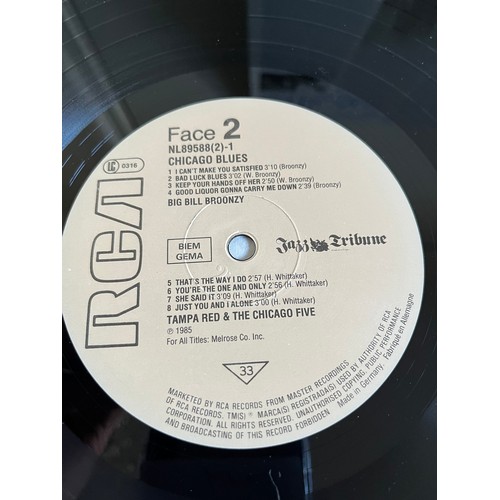 RCA
LC 0316
Face 2
NL89588(2)-1
CHICAGO BLUES
1 I CAN'T MAKE YOU SATISFIED 3'10 (Broonzy)
2 BAD LUCK BLUES 3'02 (W. Broonzy)
3 KEEP YOUR HANDS OFF HER 2'50 (W. Broonzy)
4 GOOD LIQUOR GONNA CARRY ME DOWN 2'39 (Broonzy)
BIG BILL BROONZY
BIEM
GEMA
Jazz Tribune
5 THAT'S THE WAY I DO 2'57 (H. Whittaker)
6 YOU'RE THE ONE AND ONLY 2'56 (H. Whittaker)
7 SHE SAID IT 3'09 (H. Whittaker)
8 JUST YOU AND I ALONE 3'00 (H. Whittaker)
TAMPA RED & THE CHICAGO FIVE
℗ 1985
For All Titles: Melrose Co. Inc.
33
MARKETED BY RCA RECORDS FROM MASTER RECORDINGS
OF RCA RECORDS. TM(S) ® MARCA(S) REGISTRADA(S) USED BY AUTHORITY OF RCA
CORPORATION. ALL RIGHTS RESERVED. UNAUTHORISED COPYING, PUBLIC PERFORMANCE
AND BROADCASTING OF THIS RECORD FORBIDDEN
Made in Germany. Fabriqué en Allemagne